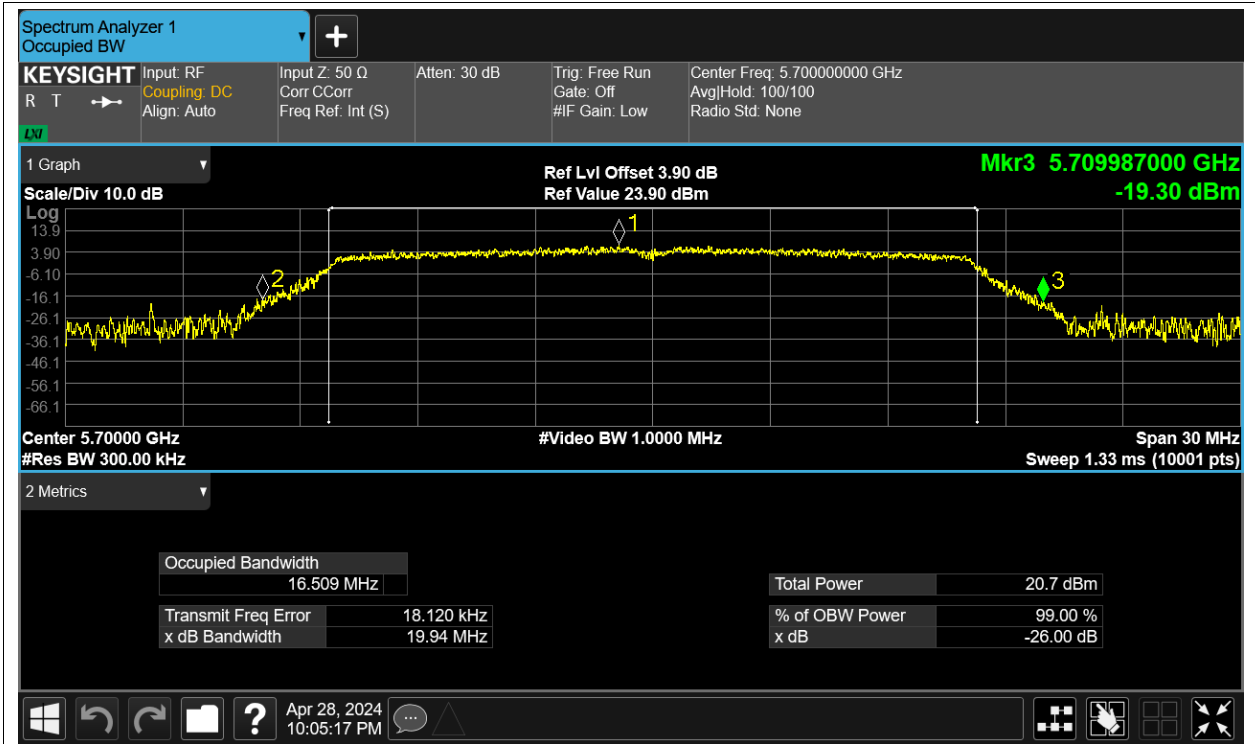 Spectrum Analyzer 1
Occupied BW
KEYSIGHT
R T
LXI
Input: RF
Coupling: DC
Align: Auto
Input Z: 50 Ω
Corr CCorr
Freq Ref: Int (S)
Atten: 30 dB
Trig: Free Run
Gate: Off
#IF Gain: Low
Center Freq: 5.700000000 GHz
Avg|Hold: 100/100
Radio Std: None
1 Graph
Scale/Div 10.0 dB
Ref Lvl Offset 3.90 dB
Ref Value 23.90 dBm
Mkr3 5.709987000 GHz
-19.30 dBm
Log
13.9
3.90
-6.10
-16.1
-26.1
-36.1
-46.1
-56.1
-66.1
1
2
3
Center 5.70000 GHz
#Res BW 300.00 kHz
#Video BW 1.0000 MHz
Span 30 MHz
Sweep 1.33 ms (10001 pts)
2 Metrics
Occupied Bandwidth
16.509 MHz
Transmit Freq Error 18.120 kHz
x dB Bandwidth 19.94 MHz
Total Power 20.7 dBm
% of OBW Power 99.00 %
x dB -26.00 dB
?
Apr 28, 2024
10:05:17 PM